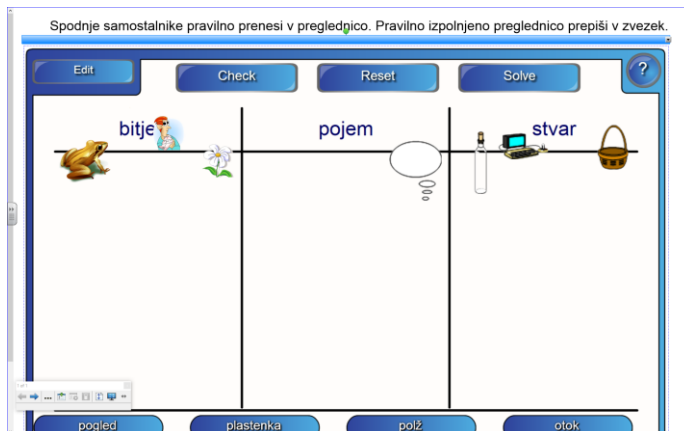 Spodnje samostalnike pravilno prenesi v preglednico. Pravilno izpolnjeno preglednico prepiši v zvezek.
Edit
Check
Reset
Solve
?
bitje
pojem
stvar
pogled
plastenka
polž
otok